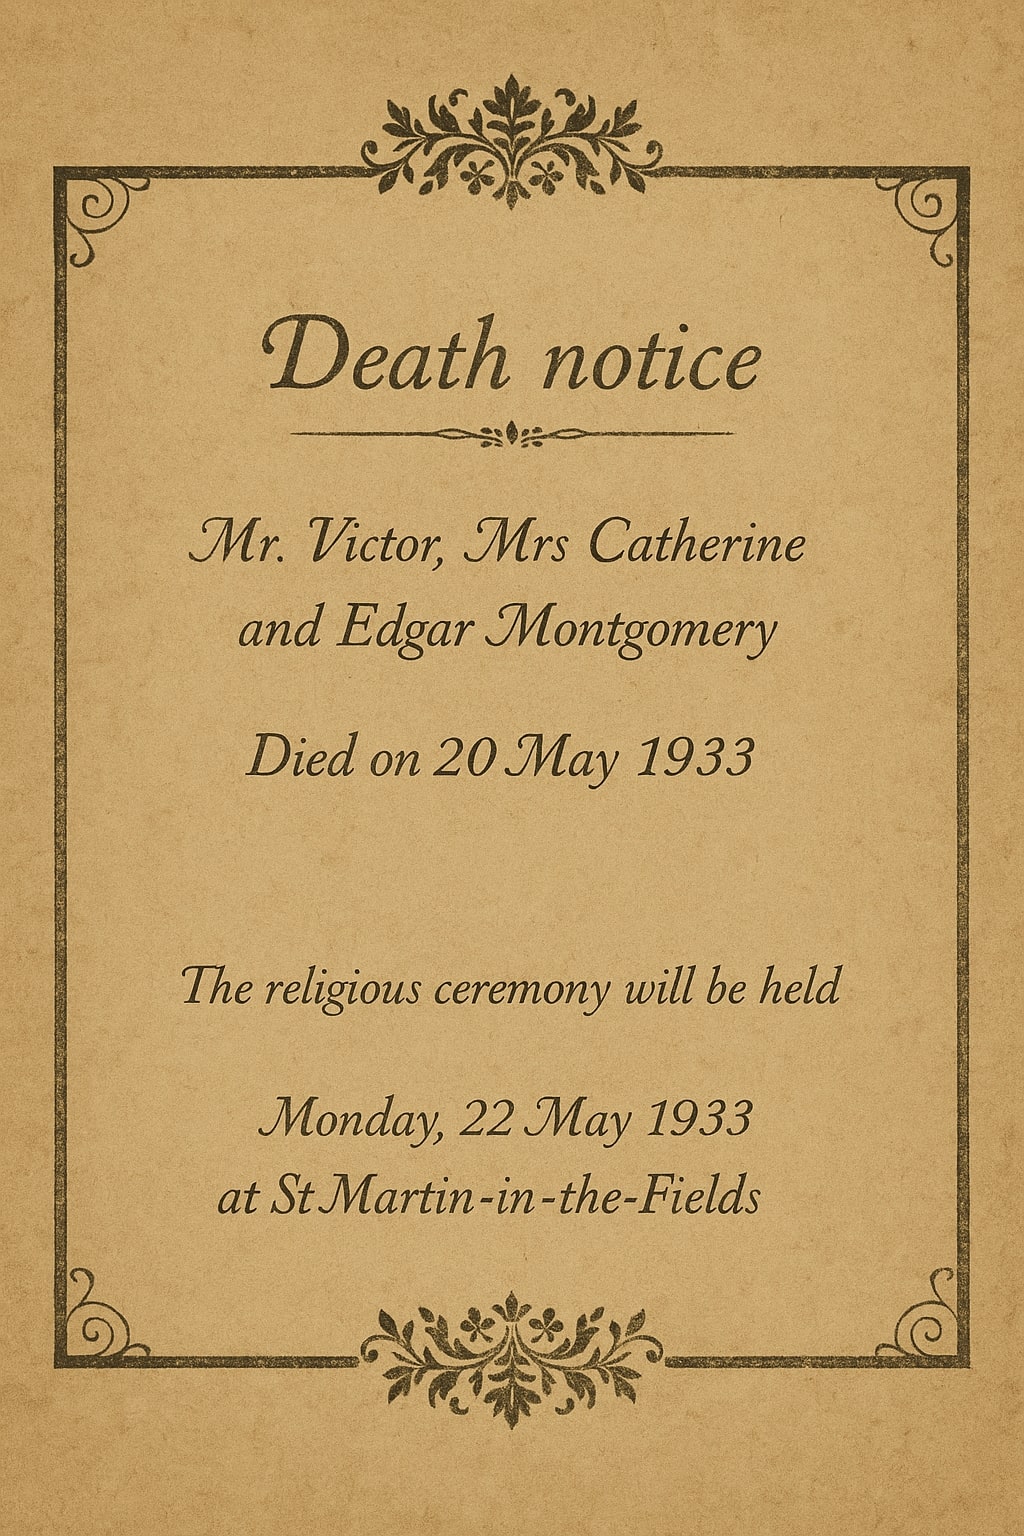 Death notice
Mr. Victor, Mrs Catherine
and Edgar Montgomery
Died on 20 May 1933
The religious ceremony will be held
Monday, 22 May 1933
at St Martin-in-the-Fields